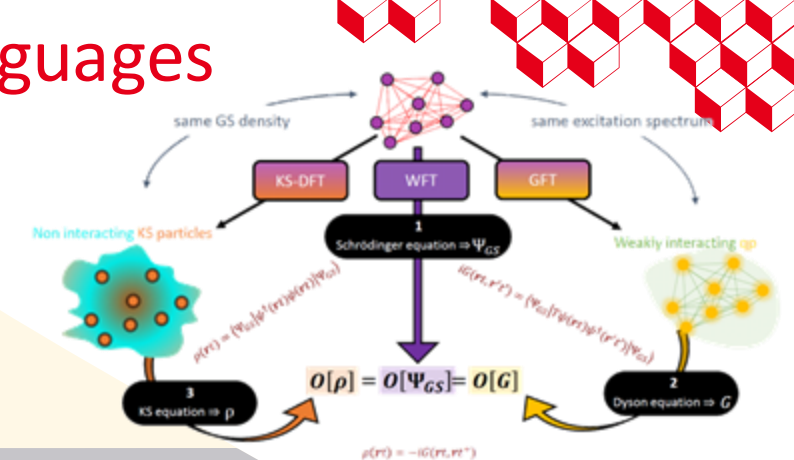 guages
same GS density
same excitation spectrum
KS-DFT
WFT
GFT
1
Schrödinger equation ⇒ Ψ_GS
Non interacting KS particles
Weakly interacting qp
ρ(rt) = ⟨Ψ_GS|ψ†(rt)ψ(rt)|Ψ_GS⟩
iG(rt, r't') = ⟨Ψ_GS|Tψ(rt)ψ†(r't')|Ψ_GS⟩
O[ρ] = O[Ψ_GS]= O[G]
3
KS equation ⇒ ρ
2
Dyson equation ⇒ G
ρ(rt) = −iG(rt, rt⁺)